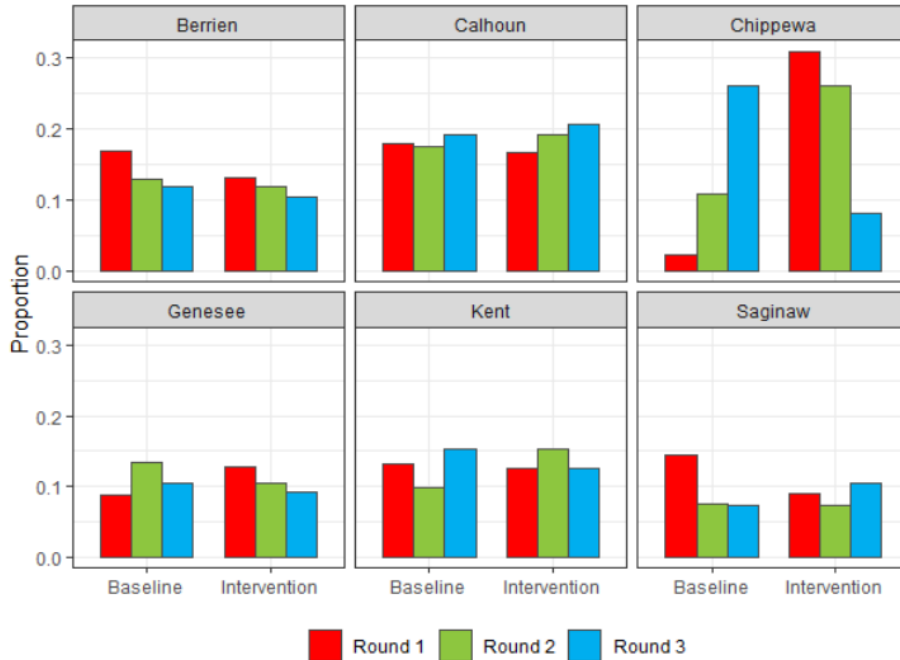 Berrien Calhoun Chippewa
0.3
0.2
0.1
0.0
Proportion
Genesee Kent Saginaw
0.3
0.2
0.1
0.0
Baseline Intervention Baseline Intervention Baseline Intervention
Round 1 Round 2 Round 3